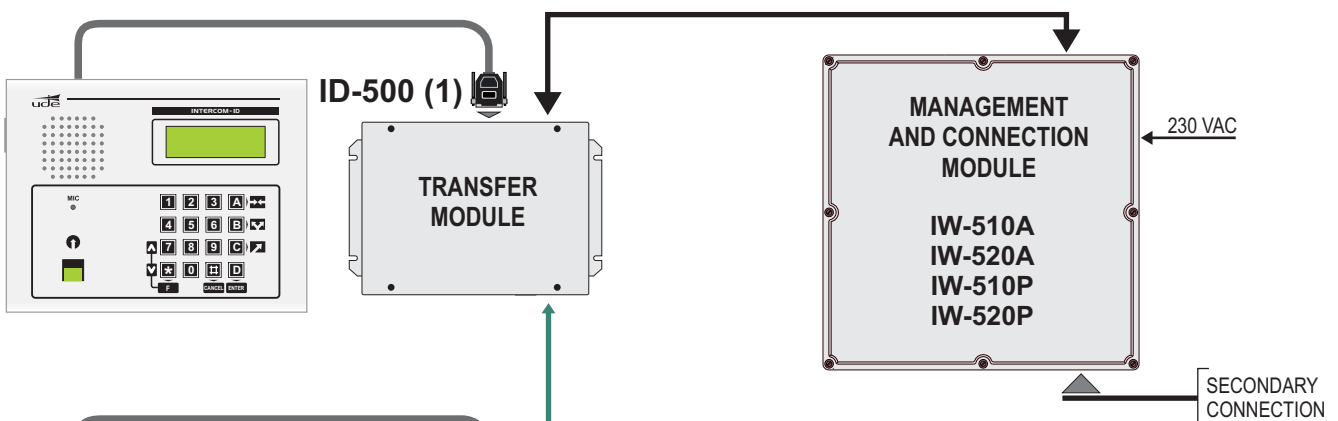 ude
INTERCOM-ID
MIC
1 2 3 A
4 5 6 B
7 8 9 C
* 0 # D
F CANCEL ENTER
ID-500 (1)
TRANSFER
MODULE
MANAGEMENT
AND CONNECTION
MODULE
IW-510A
IW-520A
IW-510P
IW-520P
230 VAC
SECONDARY
CONNECTION